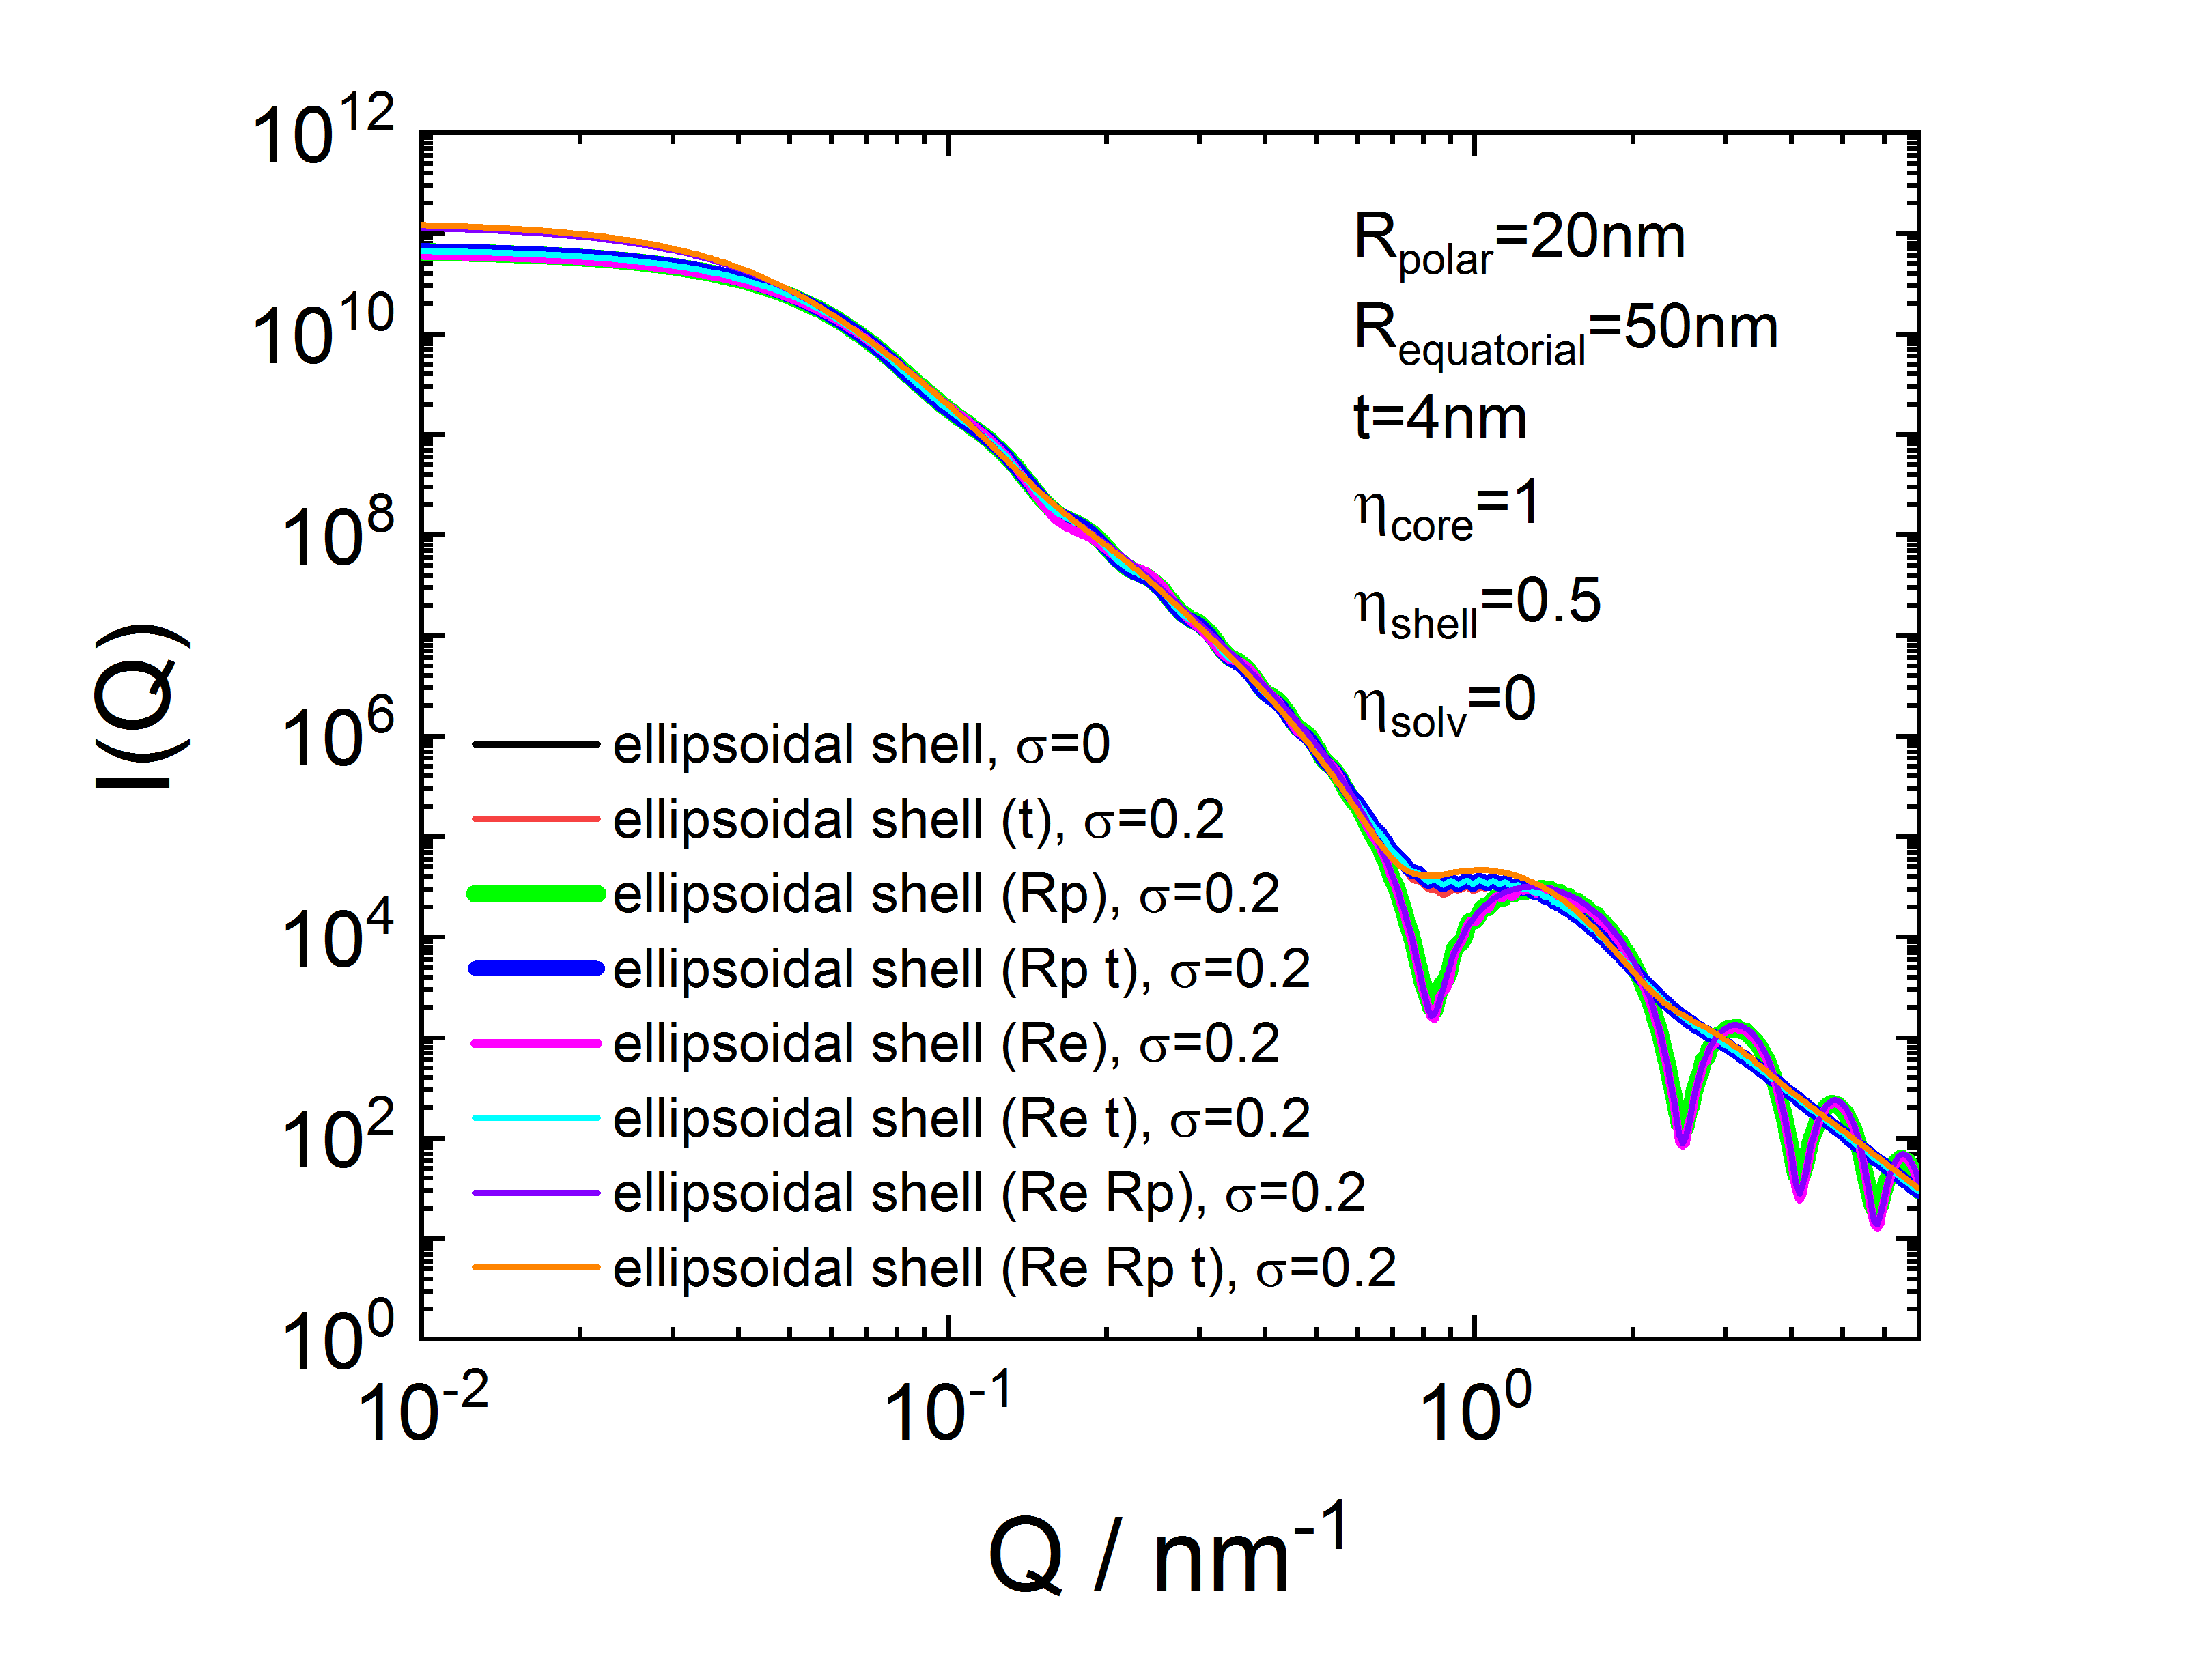 10^12
10^10
10^8
10^6
10^4
10^2
10^0
I(Q)
R_polar=20nm
R_equatorial=50nm
t=4nm
η_core=1
η_shell=0.5
η_solv=0
ellipsoidal shell, σ=0
ellipsoidal shell (t), σ=0.2
ellipsoidal shell (Rp), σ=0.2
ellipsoidal shell (Rp t), σ=0.2
ellipsoidal shell (Re), σ=0.2
ellipsoidal shell (Re t), σ=0.2
ellipsoidal shell (Re Rp), σ=0.2
ellipsoidal shell (Re Rp t), σ=0.2
10^-2 10^-1 10^0
Q / nm^-1